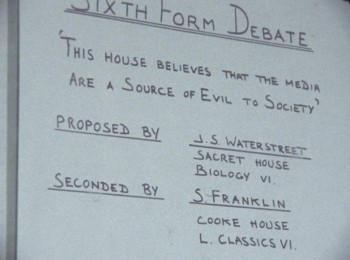 SIXTH FORM DEBATE
'THIS HOUSE BELIEVES THAT THE MEDIA
ARE A SOURCE OF EVIL TO SOCIETY'
PROPOSED BY
J.S. WATERSTREET
SACRET HOUSE
BIOLOGY VI.
SECONDED BY
S. FRANKLIN
COOKE HOUSE
L. CLASSICS VI.